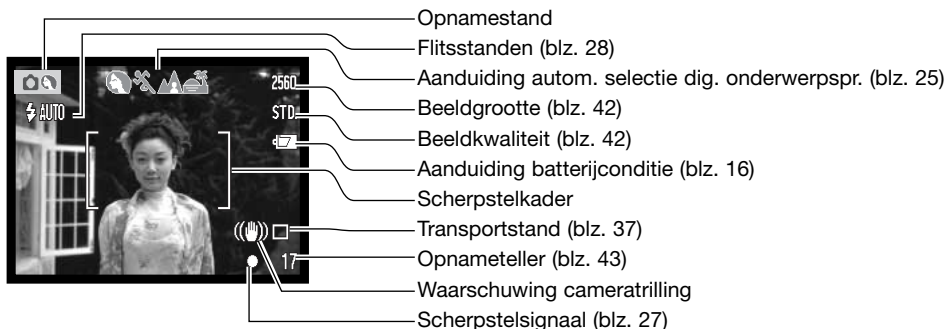 Opnamestand
Flitsstanden (blz. 28)
Aanduiding autom. selectie dig. onderwerpspr. (blz. 25)
Beeldgrootte (blz. 42)
Beeldkwaliteit (blz. 42)
Aanduiding batterijconditie (blz. 16)
Scherpstelkader
Transportstand (blz. 37)
Opnameteller (blz. 43)
Waarschuwing cameratrilling
Scherpstelsignaal (blz. 27)
2560
AUTO
STD.
17